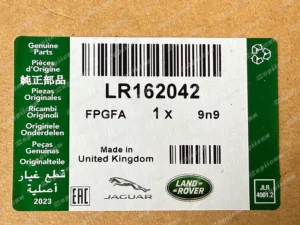 Genuine
Parts
Pièces
d'Origine
純正部品
Piezas
Originales
Ricambi
Originali
Originele
Onderdelen
Peças
Genuínas
Originalteile
قطع غيار
أصلية
2023
LR162042
FPGFA 1 X 9n9
Made in
United Kingdom
EAC
JAGUAR
LAND
ROVER
JLR
4001.2